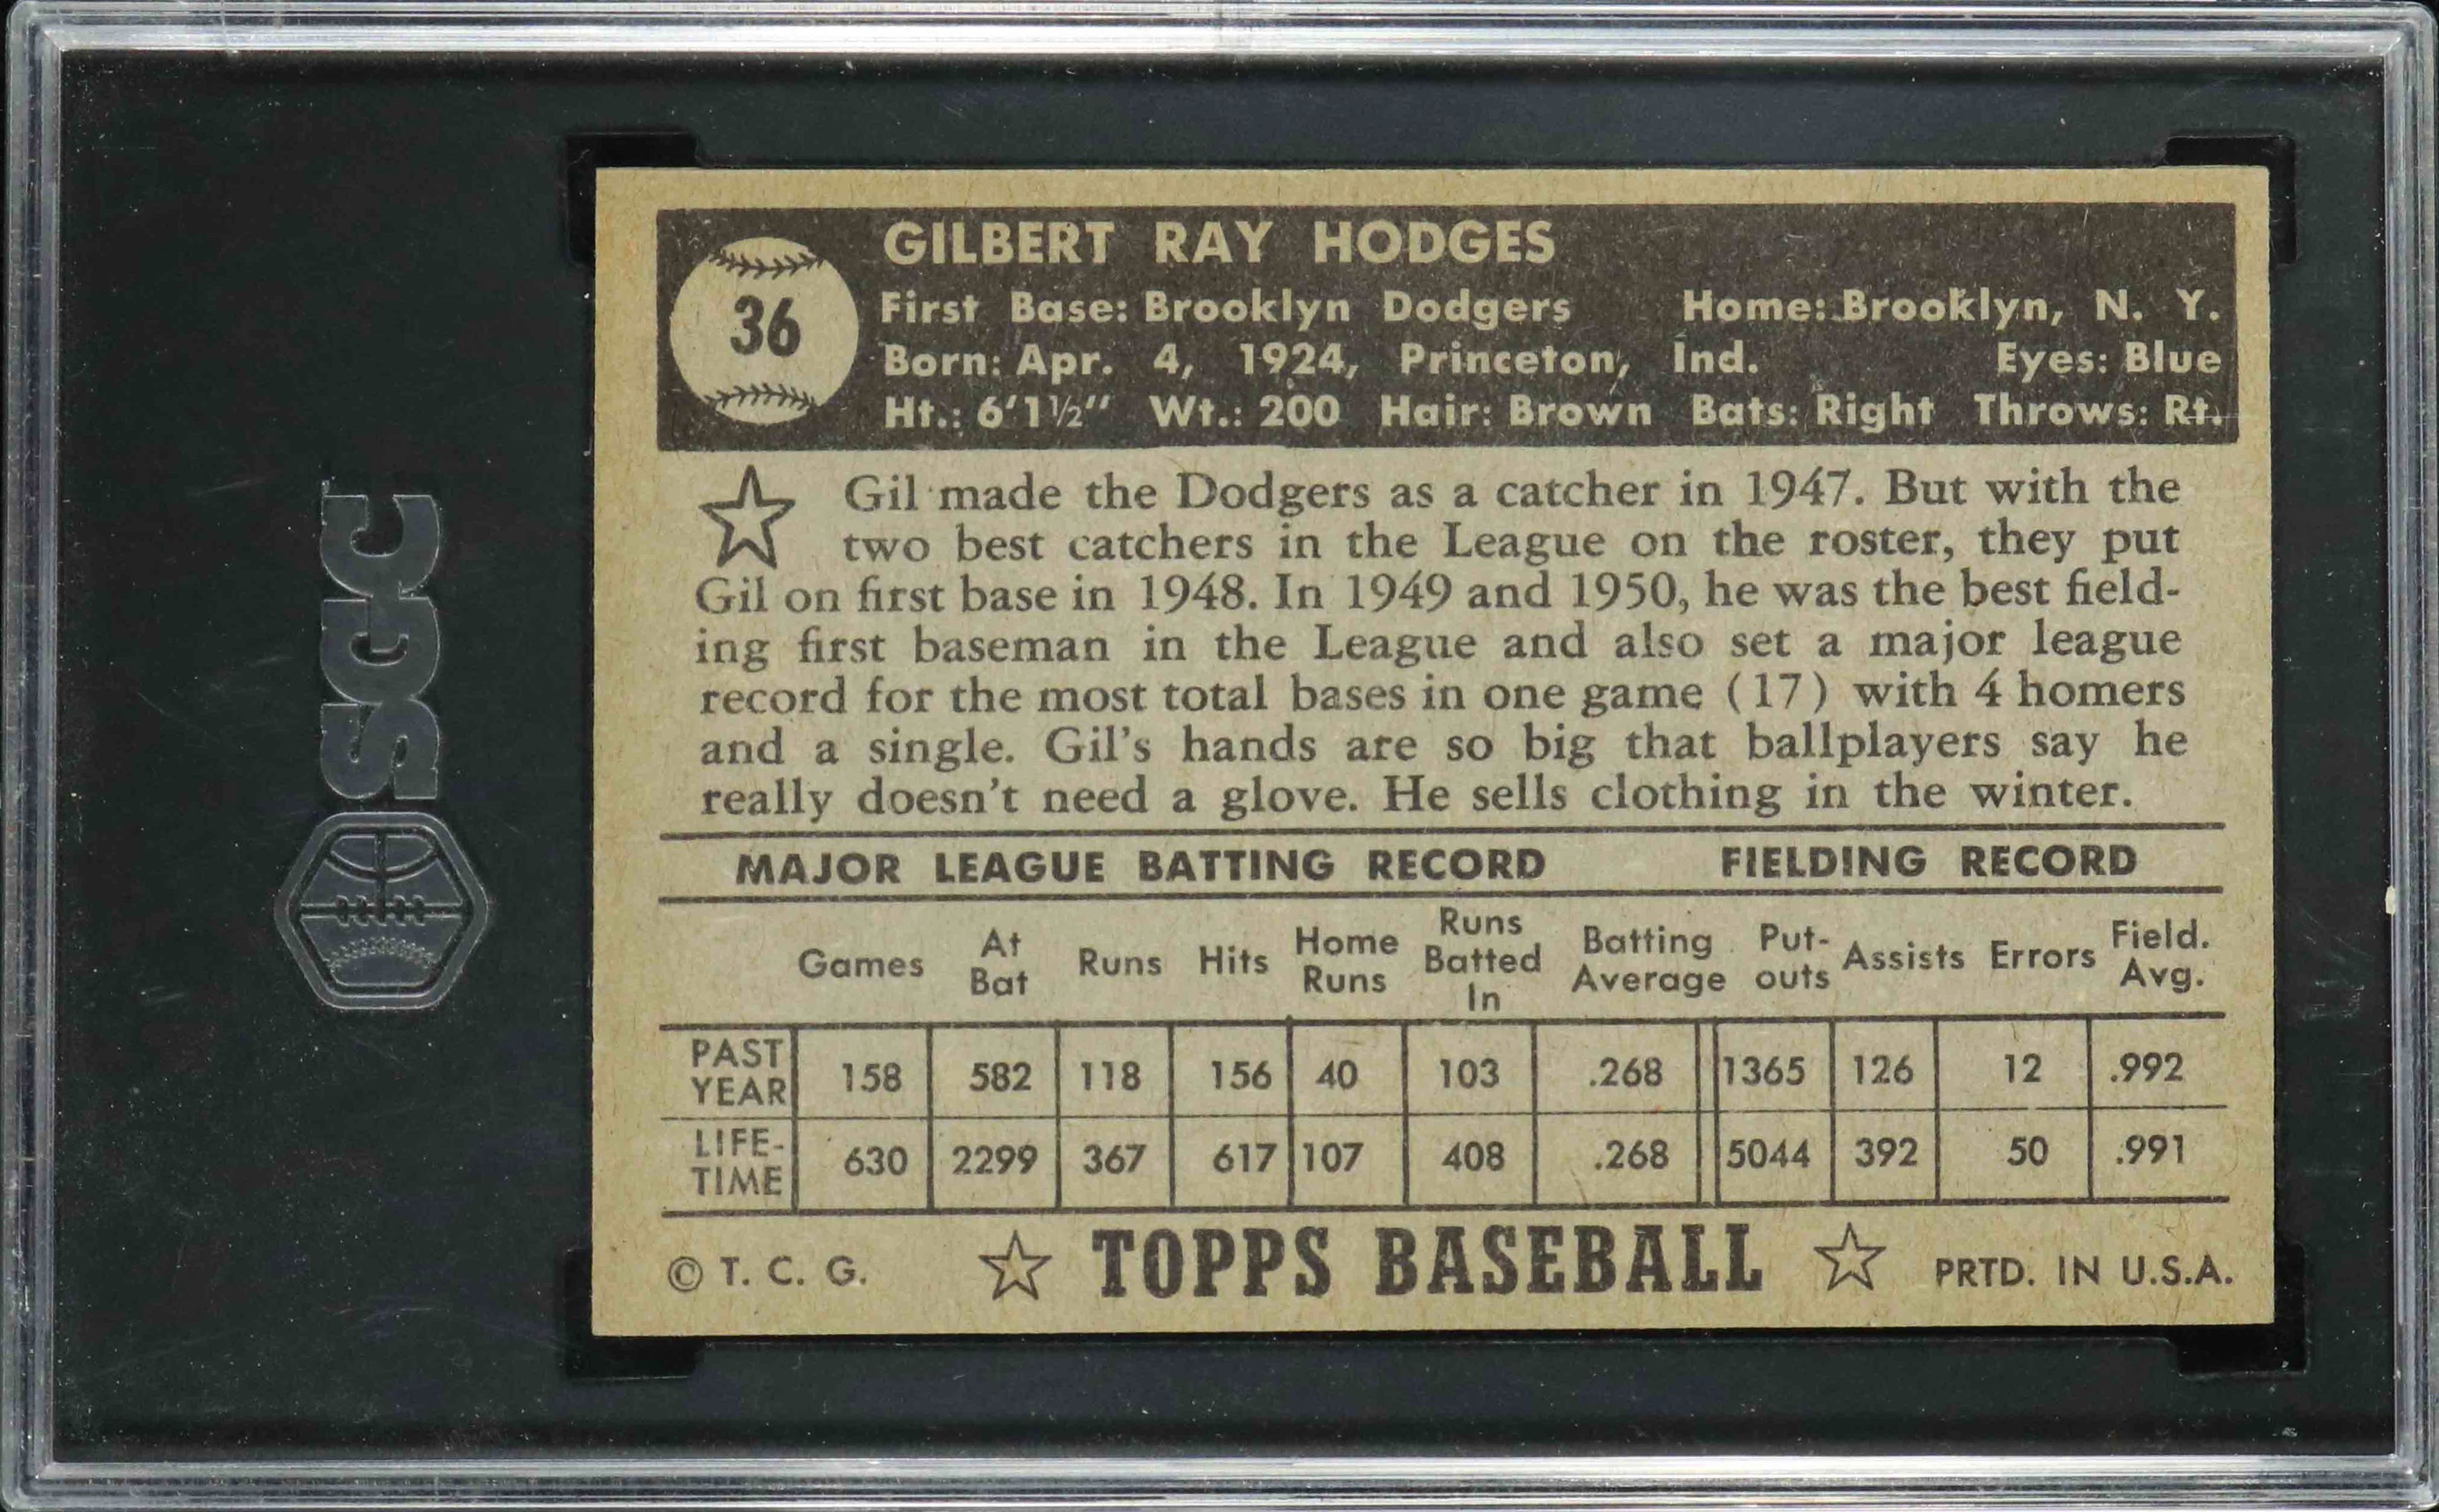 SGC
36
GILBERT RAY HODGES
First Base: Brooklyn Dodgers Home: Brooklyn, N. Y.
Born: Apr. 4, 1924, Princeton, Ind. Eyes: Blue
Ht.: 6'1½" Wt.: 200 Hair: Brown Bats: Right Throws: Rt.
Gil made the Dodgers as a catcher in 1947. But with the
two best catchers in the League on the roster, they put
Gil on first base in 1948. In 1949 and 1950, he was the best field-
ing first baseman in the League and also set a major league
record for the most total bases in one game (17) with 4 homers
and a single. Gil's hands are so big that ballplayers say he
really doesn't need a glove. He sells clothing in the winter.
MAJOR LEAGUE BATTING RECORD FIELDING RECORD
Games At Bat Runs Hits Home Runs Runs Batted In Batting Average Put-outs Assists Errors Field. Avg.
PAST YEAR 158 582 118 156 40 103 .268 1365 126 12 .992
LIFE-TIME 630 2299 367 617 107 408 .268 5044 392 50 .991
© T. C. G. ☆ TOPPS BASEBALL ☆ PRTD. IN U.S.A.